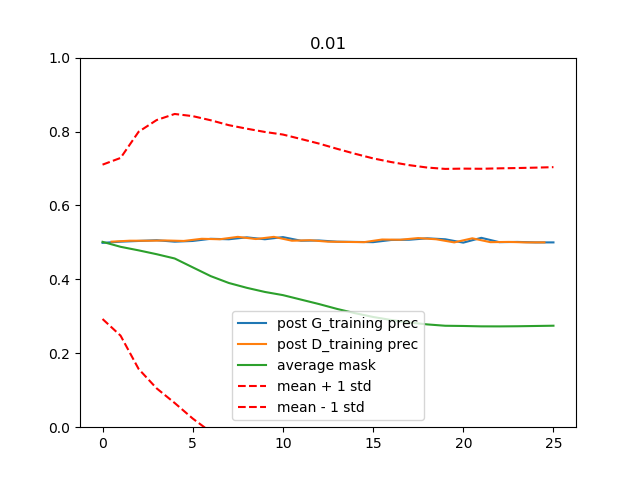 0.01
1.0
0.8
0.6
0.4
0.2
0.0
post G_training prec
post D_training prec
average mask
mean + 1 std
mean - 1 std
0 5 10 15 20 25